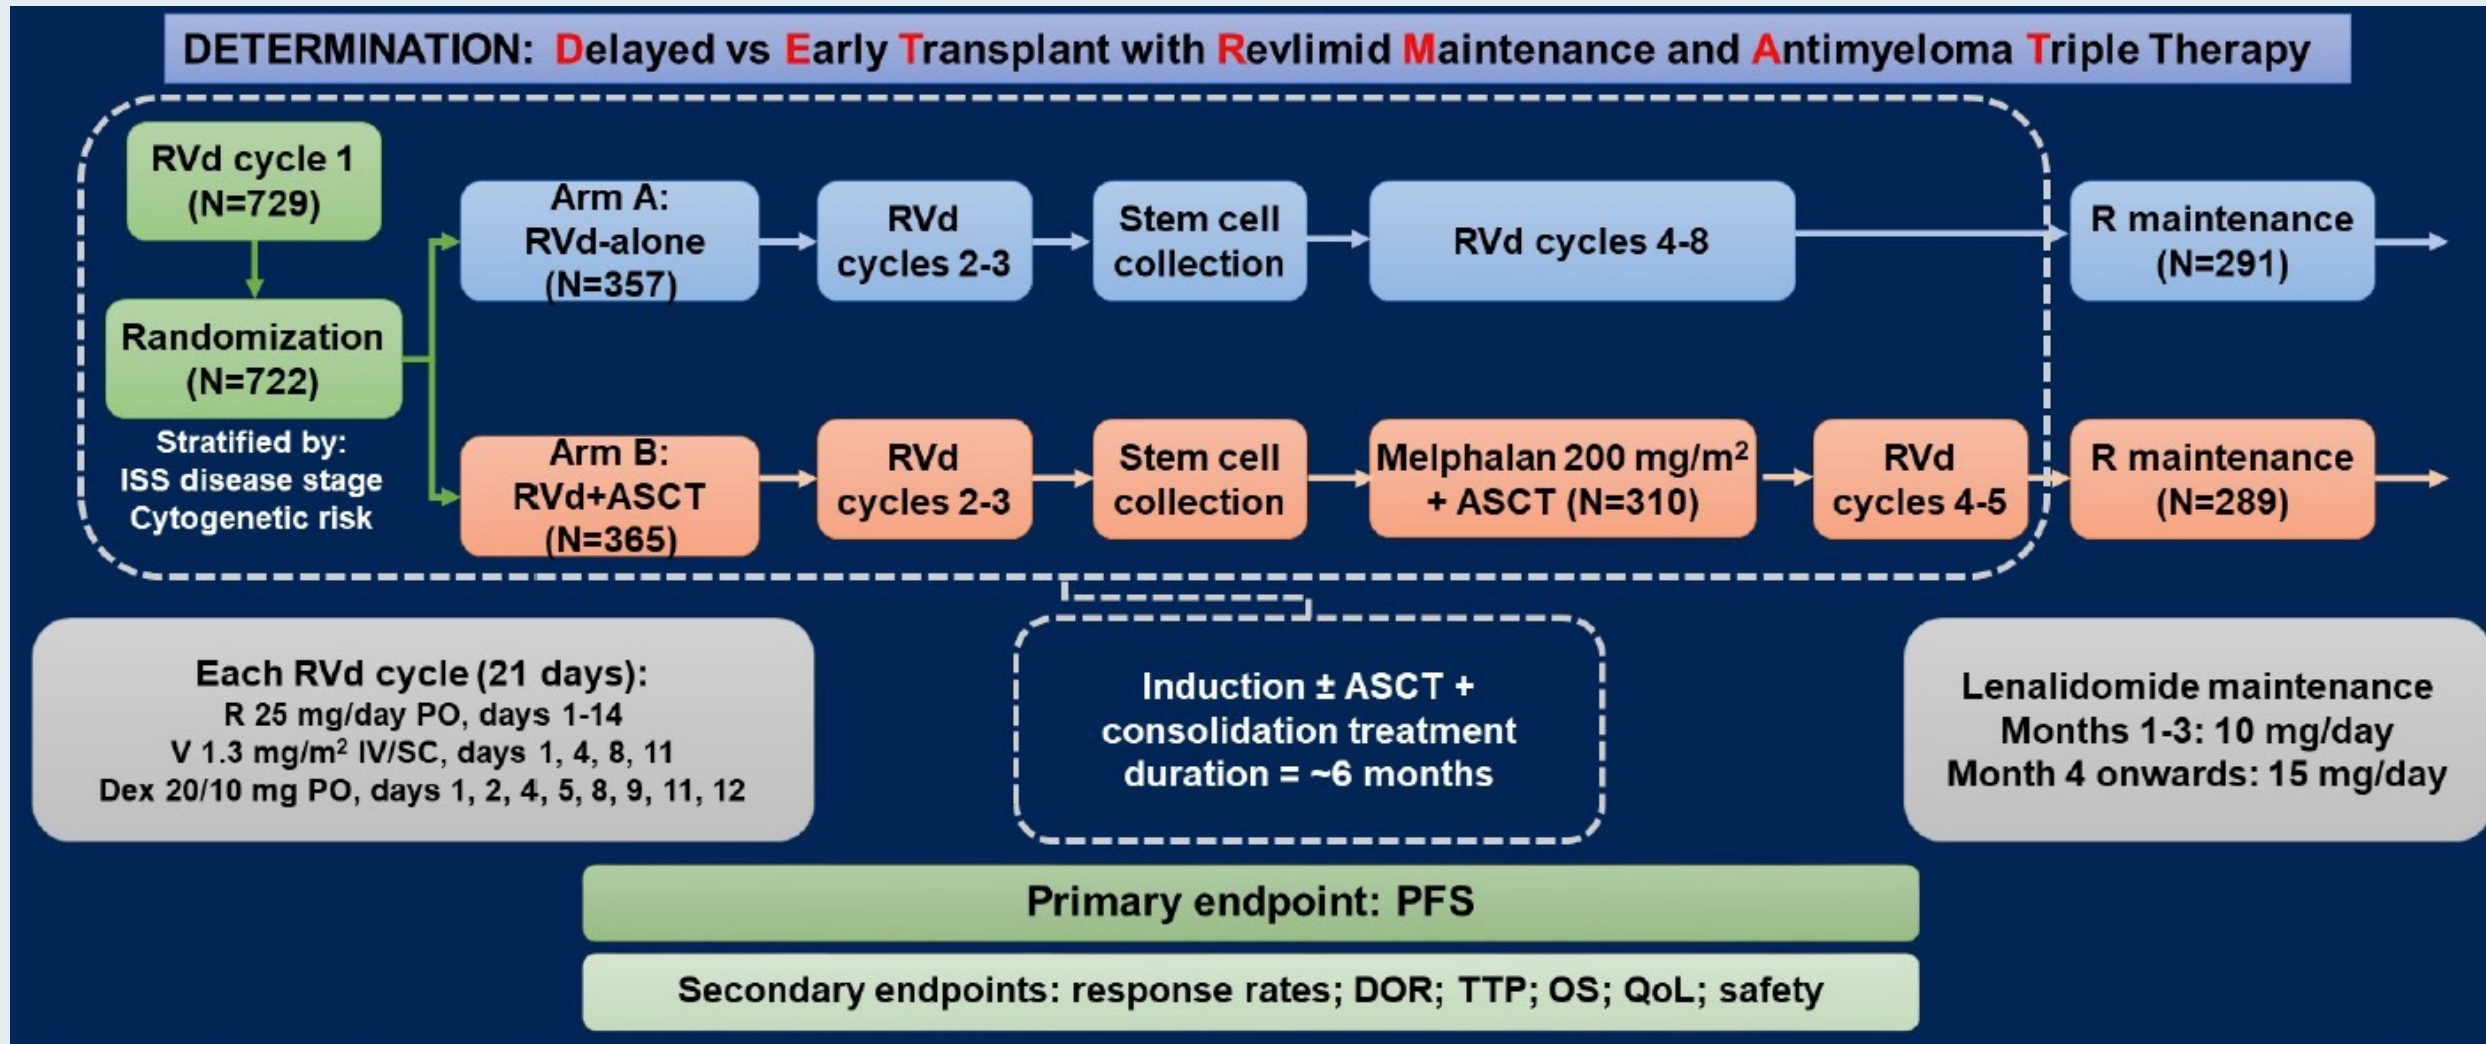 DETERMINATION: Delayed vs Early Transplant with Revlimid Maintenance and Antimyeloma Triple Therapy
RVd cycle 1
(N=729)
Randomization
(N=722)
Stratified by:
ISS disease stage
Cytogenetic risk
Arm A:
RVd-alone
(N=357)
RVd
cycles 2-3
Stem cell
collection
RVd cycles 4-8
R maintenance
(N=291)
Arm B:
RVd+ASCT
(N=365)
RVd
cycles 2-3
Stem cell
collection
Melphalan 200 mg/m²
+ ASCT (N=310)
RVd
cycles 4-5
R maintenance
(N=289)
Each RVd cycle (21 days):
R 25 mg/day PO, days 1-14
V 1.3 mg/m² IV/SC, days 1, 4, 8, 11
Dex 20/10 mg PO, days 1, 2, 4, 5, 8, 9, 11, 12
Induction ± ASCT +
consolidation treatment
duration = ~6 months
Lenalidomide maintenance
Months 1-3: 10 mg/day
Month 4 onwards: 15 mg/day
Primary endpoint: PFS
Secondary endpoints: response rates; DOR; TTP; OS; QoL; safety